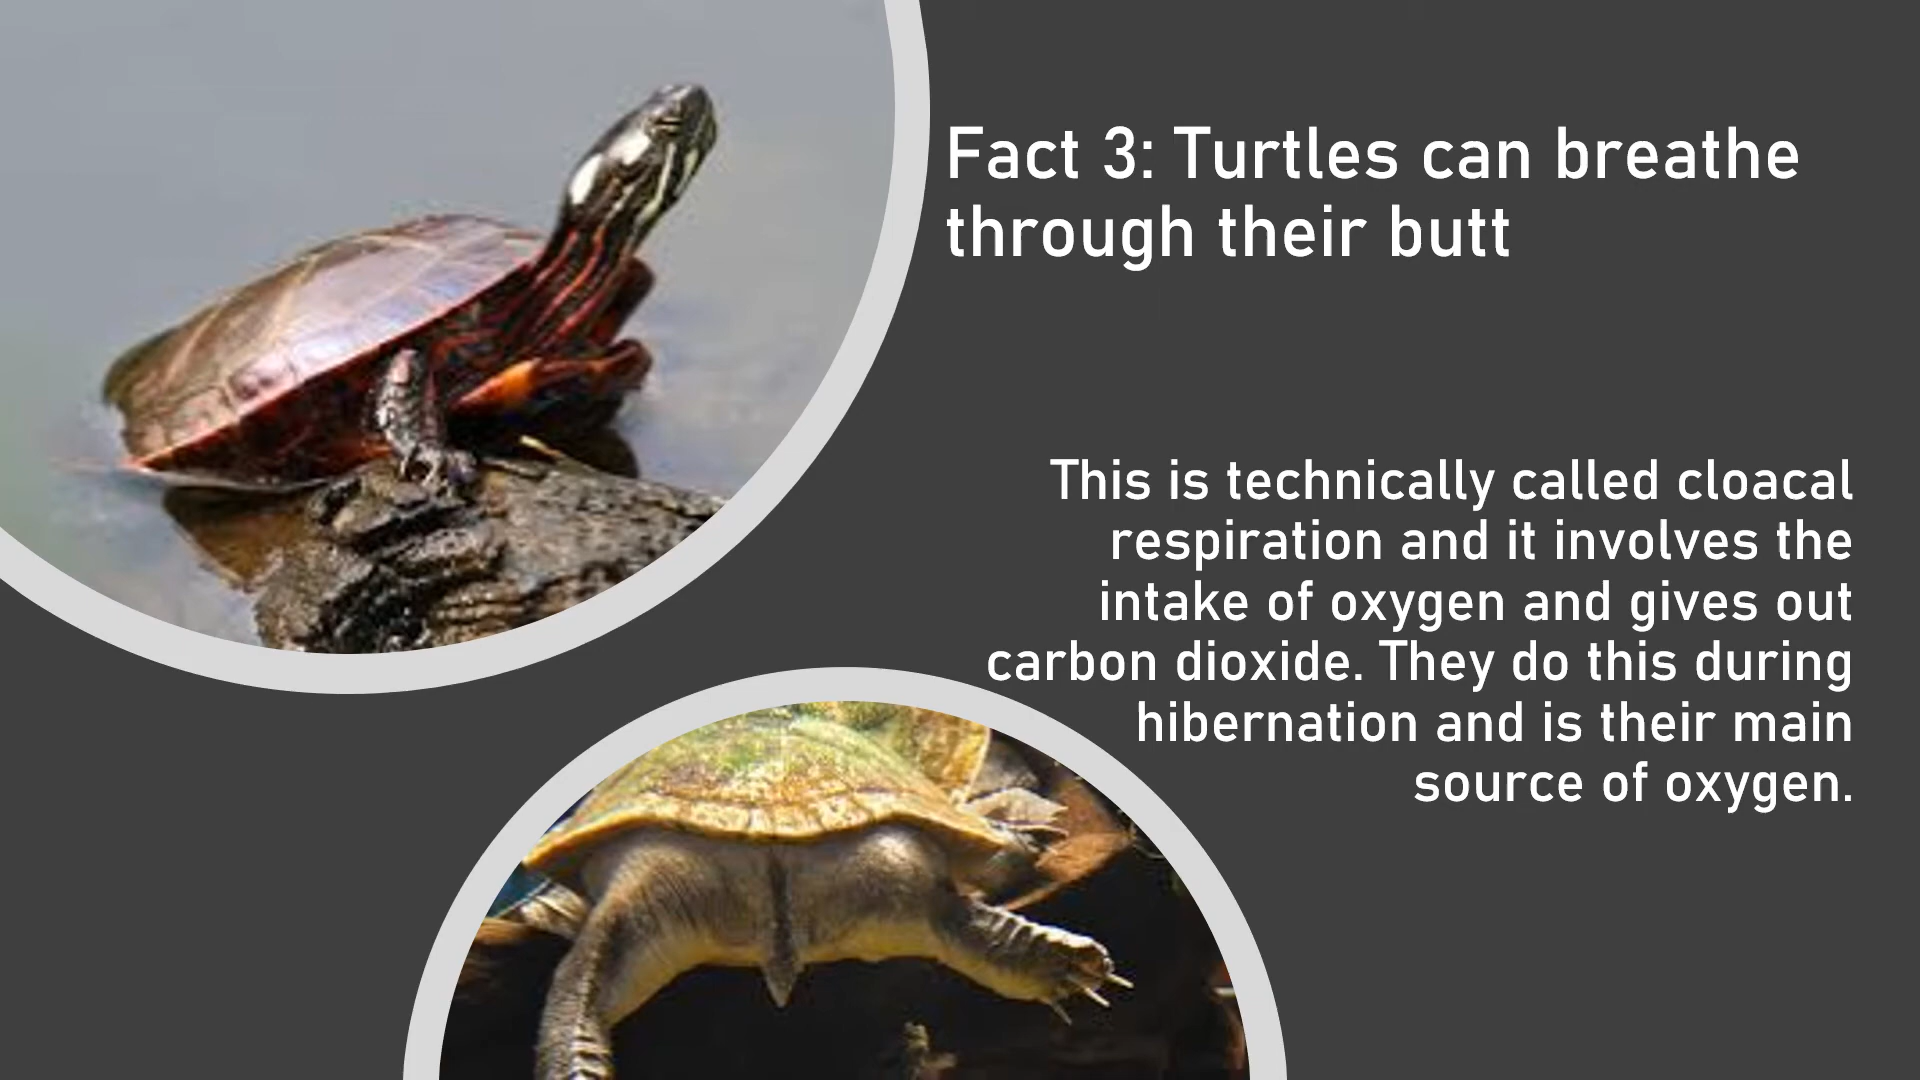 Fact 3: Turtles can breathe
through their butt
This is technically called cloacal
respiration and it involves the
intake of oxygen and gives out
carbon dioxide. They do this during
hibernation and is their main
source of oxygen.